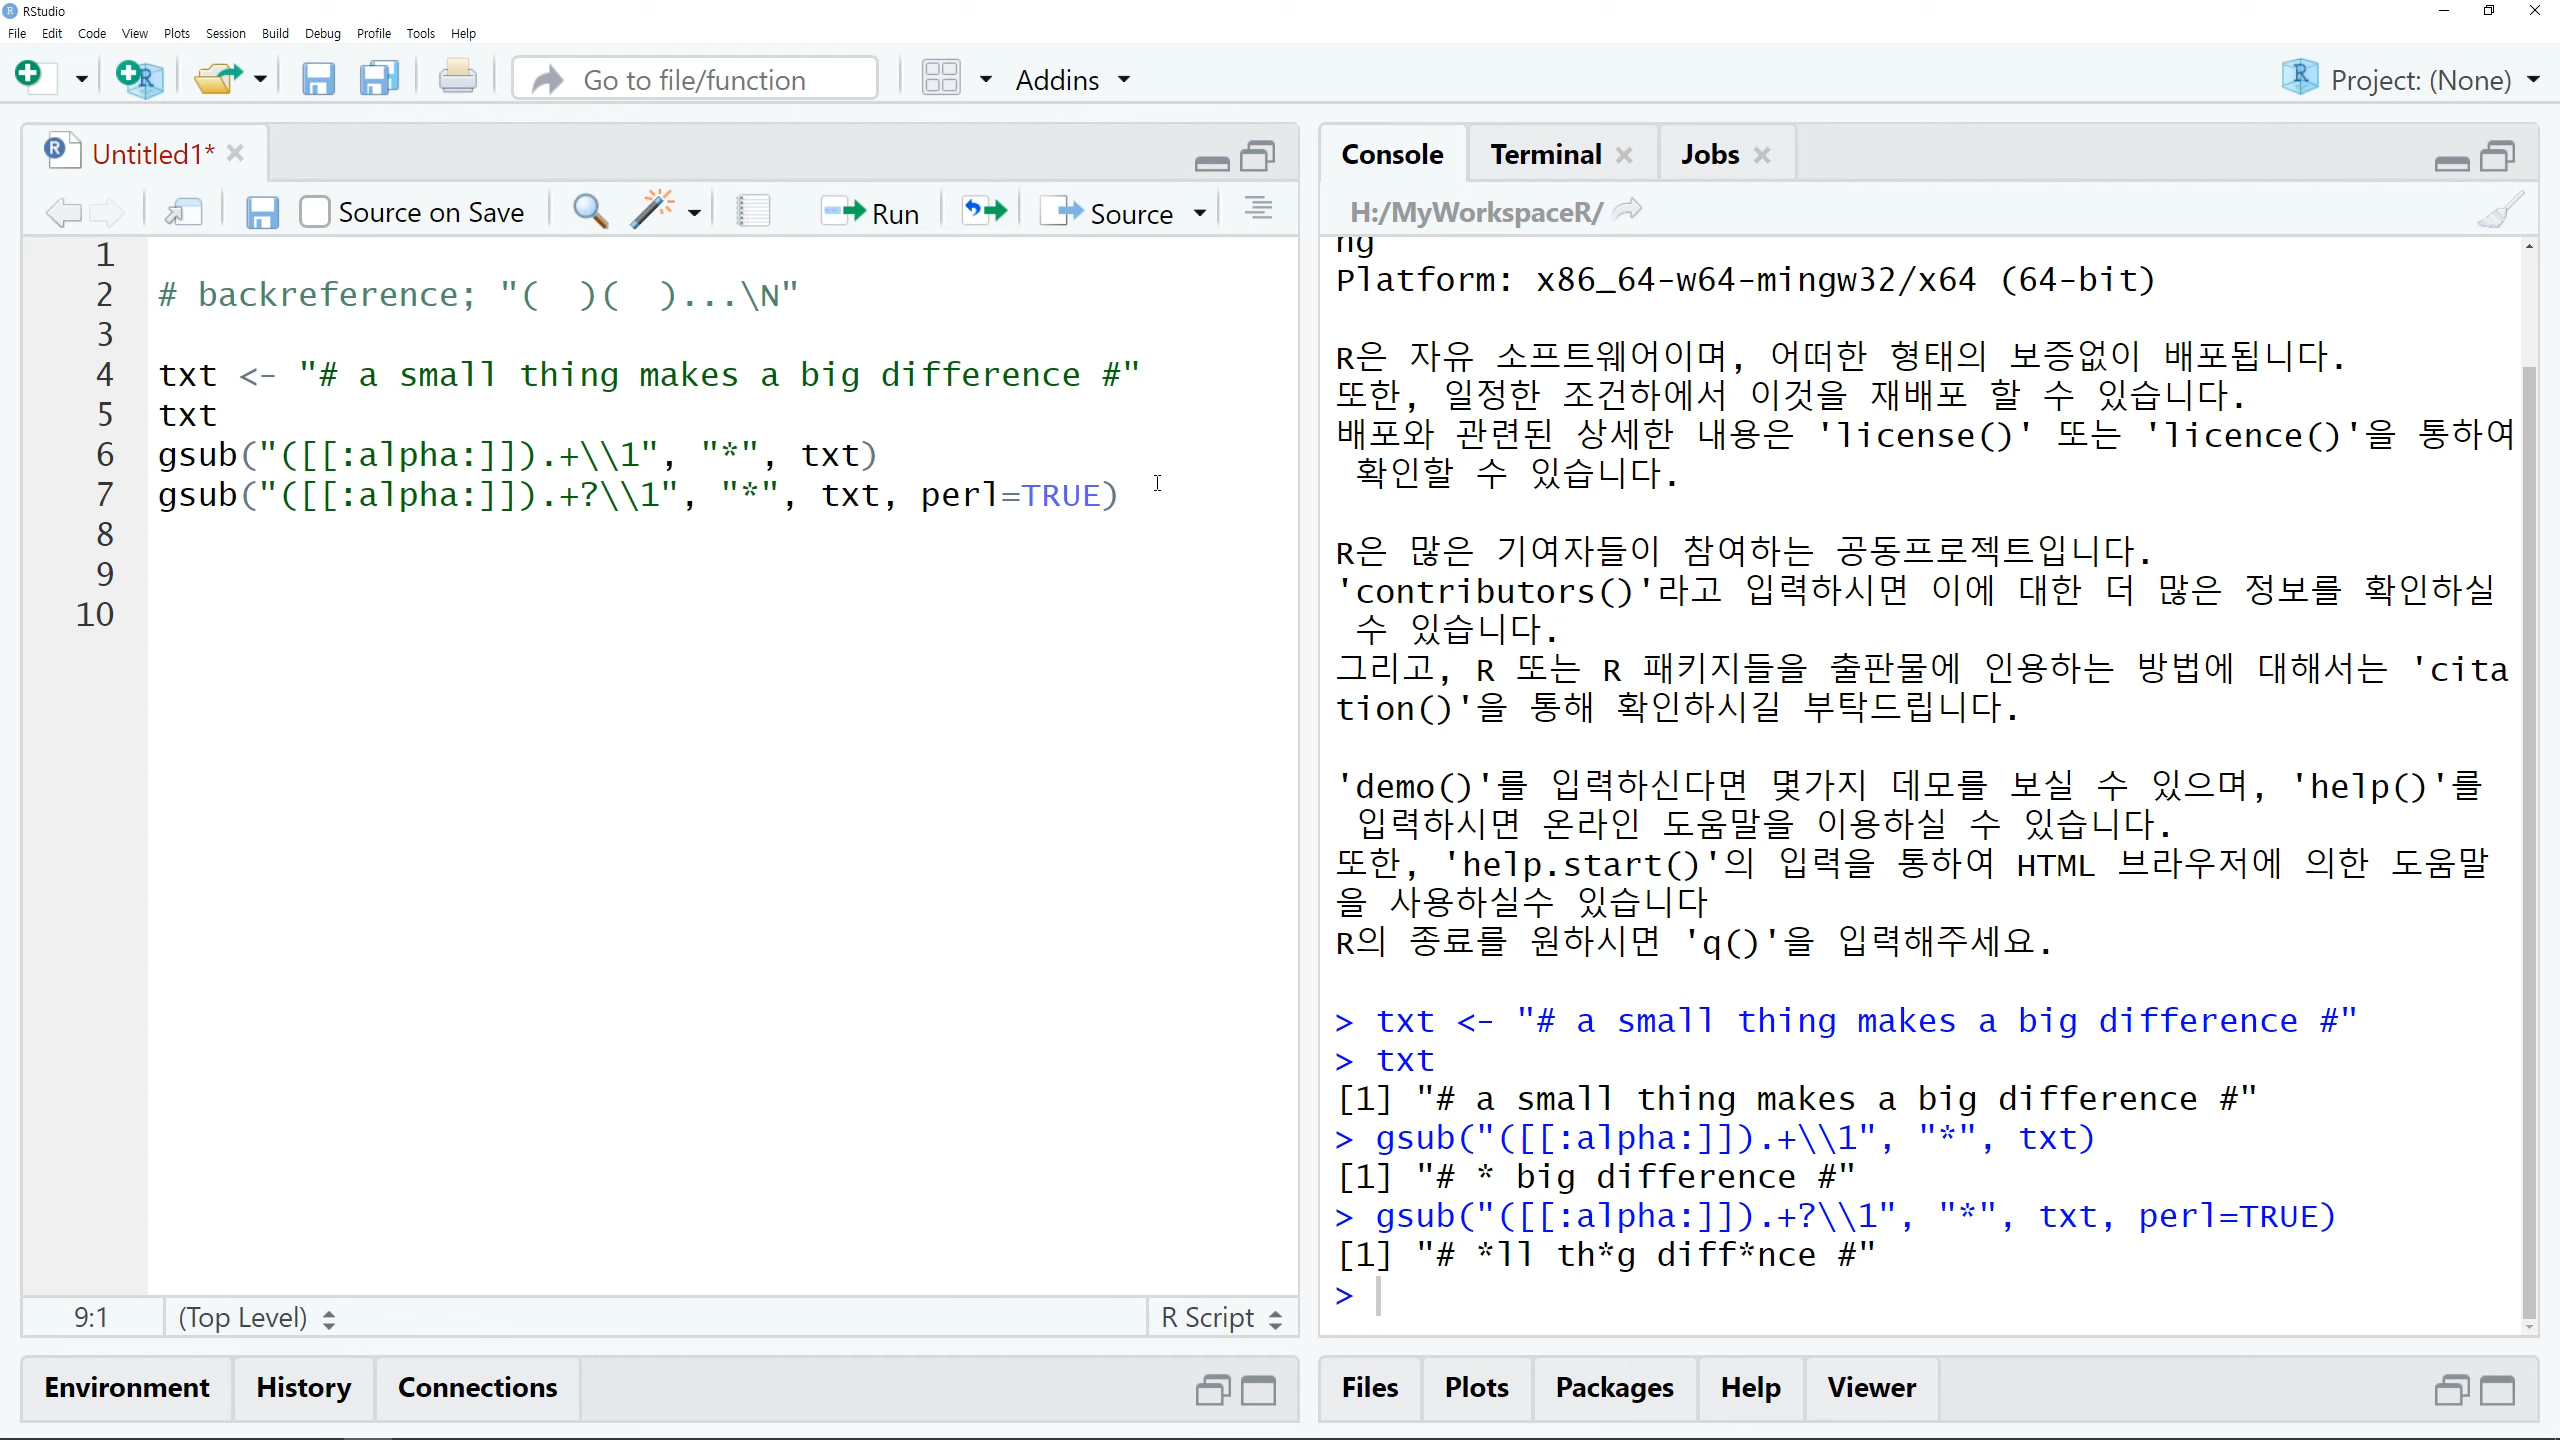 RStudio
File Edit Code View Plots Session Build Debug Profile Tools Help
Go to file/function Addins Project: (None)
Untitled1*
Source on Save Run Source
1
2 # backreference; "(  )(  )...\N"
3
4 txt <- "# a small thing makes a big difference #"
5 txt
6 gsub("([[:alpha:]]).+\\1", "*", txt)
7 gsub("([[:alpha:]]).+?\\1", "*", txt, perl=TRUE)
8
9
10
9:1 (Top Level) R Script
Environment History Connections
Console Terminal Jobs
H:/MyWorkspaceR/
ng
Platform: x86_64-w64-mingw32/x64 (64-bit)
R은 자유 소프트웨어이며, 어떠한 형태의 보증없이 배포됩니다.
또한, 일정한 조건하에서 이것을 재배포 할 수 있습니다.
배포와 관련된 상세한 내용은 'license()' 또는 'licence()'을 통하여
확인할 수 있습니다.
R은 많은 기여자들이 참여하는 공동프로젝트입니다.
'contributors()'라고 입력하시면 이에 대한 더 많은 정보를 확인하실
수 있습니다.
그리고, R 또는 R 패키지들을 출판물에 인용하는 방법에 대해서는 'cita
tion()'을 통해 확인하시길 부탁드립니다.
'demo()'를 입력하신다면 몇가지 데모를 보실 수 있으며, 'help()'를
입력하시면 온라인 도움말을 이용하실 수 있습니다.
또한, 'help.start()'의 입력을 통하여 HTML 브라우저에 의한 도움말
을 사용하실수 있습니다
R의 종료를 원하시면 'q()'을 입력해주세요.
> txt <- "# a small thing makes a big difference #"
> txt
[1] "# a small thing makes a big difference #"
> gsub("([[:alpha:]]).+\\1", "*", txt)
[1] "# * big difference #"
> gsub("([[:alpha:]]).+?\\1", "*", txt, perl=TRUE)
[1] "# *ll th*g diff*nce #"
>
Files Plots Packages Help Viewer